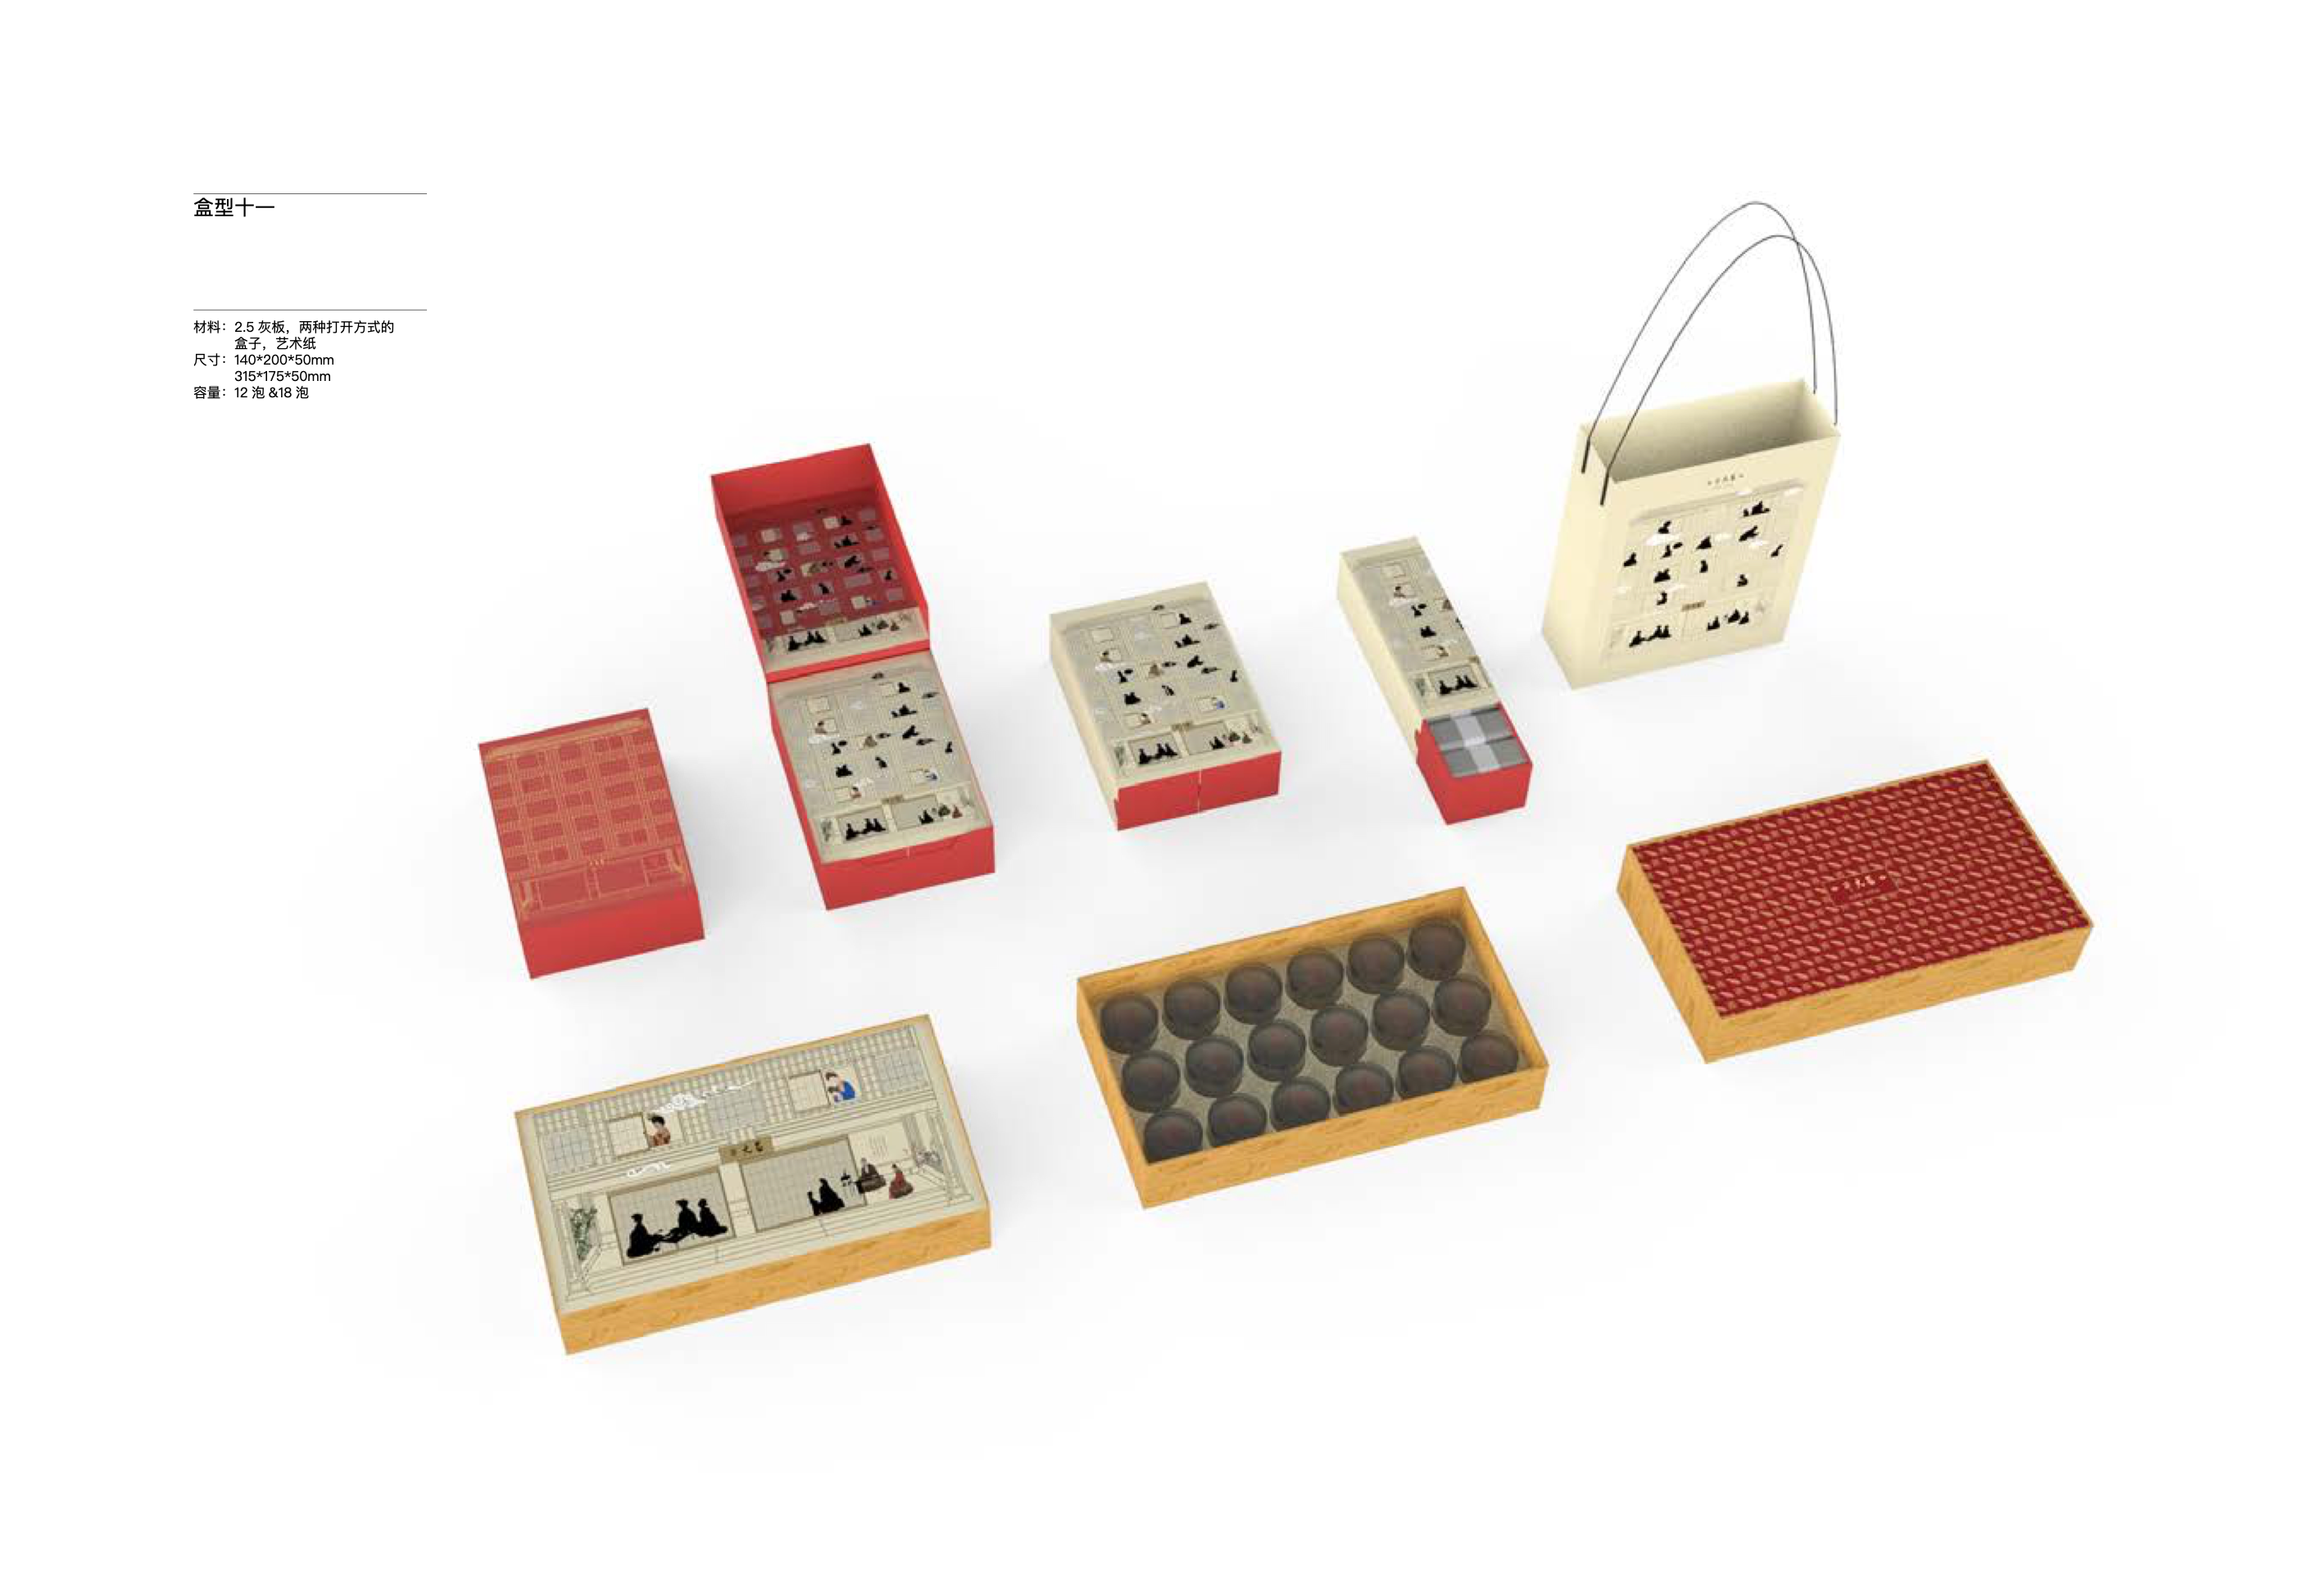 盒型十一
材料：2.5 灰板，两种打开方式的
盒子，艺术纸
尺寸：140*200*50mm
315*175*50mm
容量：12 泡 &18 泡